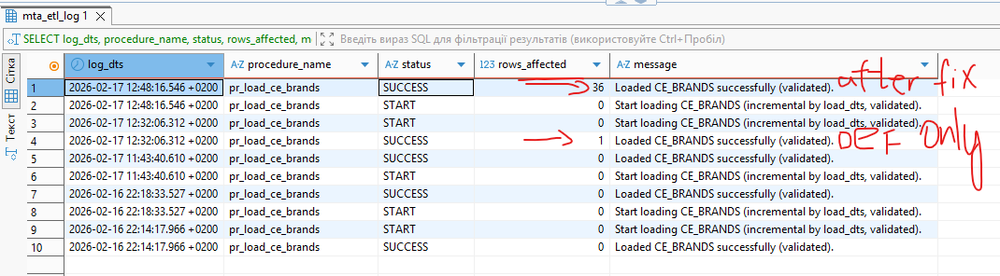 mta_etl_log 1
SELECT log_dts, procedure_name, status, rows_affected, m
Введіть вираз SQL для фільтрації результатів (використовуйте Ctrl+Пробіл)
Сітка
Текст
log_dts A-Z procedure_name A-Z status 123 rows_affected A-Z message
1 2026-02-17 12:48:16.546 +0200 pr_load_ce_brands SUCCESS 36 Loaded CE_BRANDS successfully (validated). after fix
2 2026-02-17 12:48:16.546 +0200 pr_load_ce_brands START 0 Start loading CE_BRANDS (incremental by load_dts, validated).
3 2026-02-17 12:32:06.312 +0200 pr_load_ce_brands START 0 Start loading CE_BRANDS (incremental by load_dts, validated).
4 2026-02-17 12:32:06.312 +0200 pr_load_ce_brands SUCCESS 1 Loaded CE_BRANDS successfully (validated). DEF only
5 2026-02-17 11:43:40.610 +0200 pr_load_ce_brands SUCCESS 0 Loaded CE_BRANDS successfully (validated).
6 2026-02-17 11:43:40.610 +0200 pr_load_ce_brands START 0 Start loading CE_BRANDS (incremental by load_dts, validated).
7 2026-02-16 22:18:33.527 +0200 pr_load_ce_brands SUCCESS 0 Loaded CE_BRANDS successfully (validated).
8 2026-02-16 22:18:33.527 +0200 pr_load_ce_brands START 0 Start loading CE_BRANDS (incremental by load_dts, validated).
9 2026-02-16 22:14:17.966 +0200 pr_load_ce_brands START 0 Start loading CE_BRANDS (incremental by load_dts, validated).
10 2026-02-16 22:14:17.966 +0200 pr_load_ce_brands SUCCESS 0 Loaded CE_BRANDS successfully (validated).